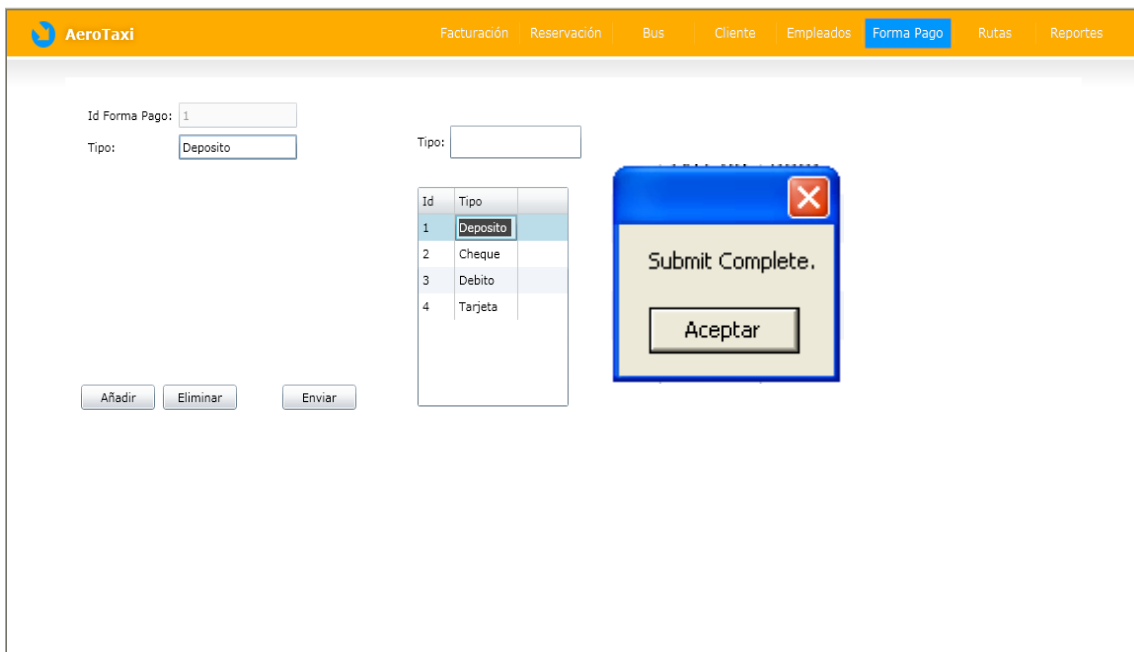 AeroTaxi
Facturación Reservación Bus Cliente Empleados Forma Pago Rutas Reportes
Id Forma Pago: 1
Tipo: Deposito
Tipo:
Id Tipo
1 Deposito
2 Cheque
3 Debito
4 Tarjeta
Submit Complete.
Aceptar
Añadir Eliminar Enviar